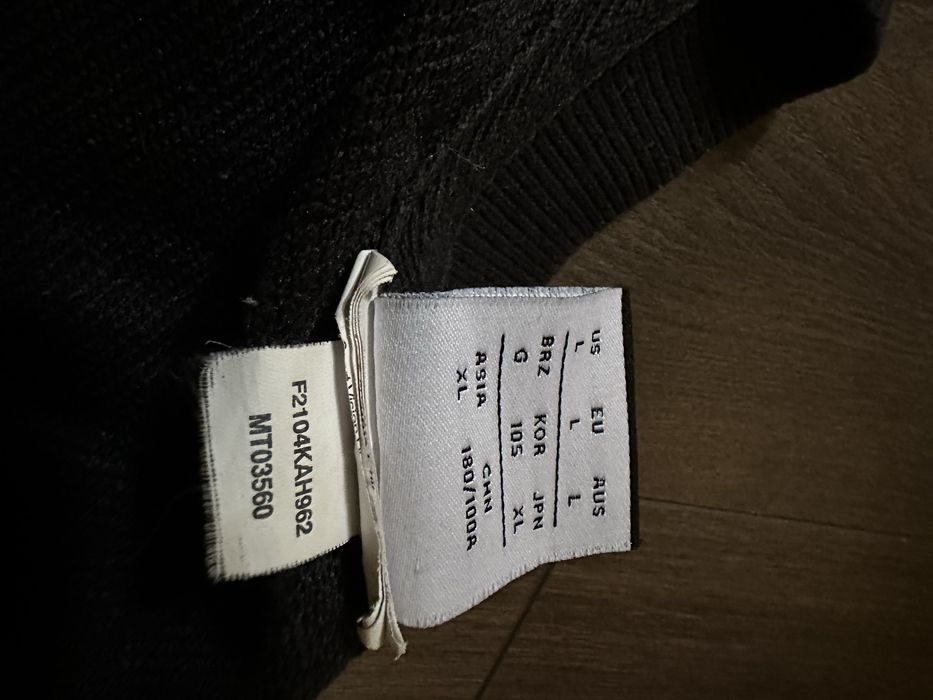 US EU AUS
L L L
BRZ KOR JPN
G 105 XL
ASIA CHN
XL 180/100A
F2104KAH962
MT03560